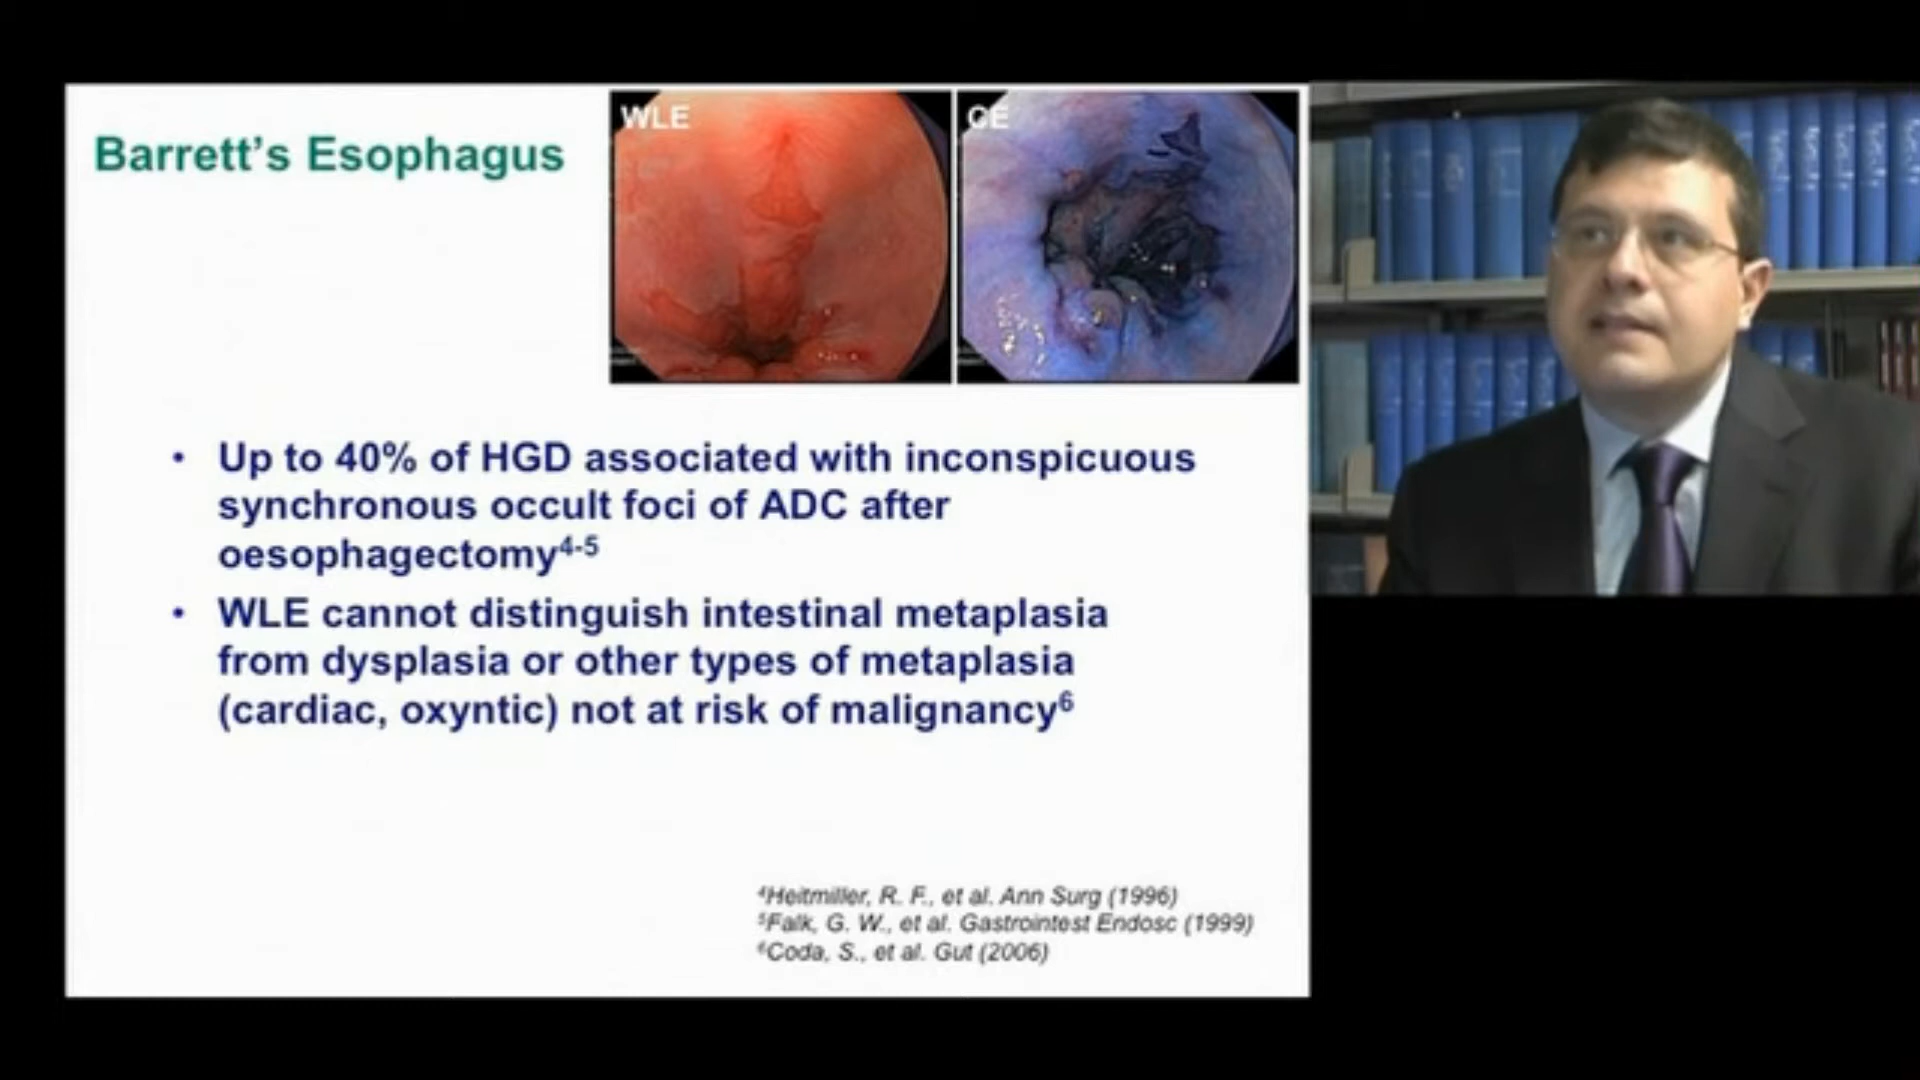 Barrett’s Esophagus
WLE
CE
• Up to 40% of HGD associated with inconspicuous
synchronous occult foci of ADC after
oesophagectomy⁴⁻⁵
• WLE cannot distinguish intestinal metaplasia
from dysplasia or other types of metaplasia
(cardiac, oxyntic) not at risk of malignancy⁶
⁴Heitmiller, R. F., et al. Ann Surg (1996)
⁵Falk, G. W., et al. Gastrointest Endosc (1999)
⁶Coda, S., et al. Gut (2006)